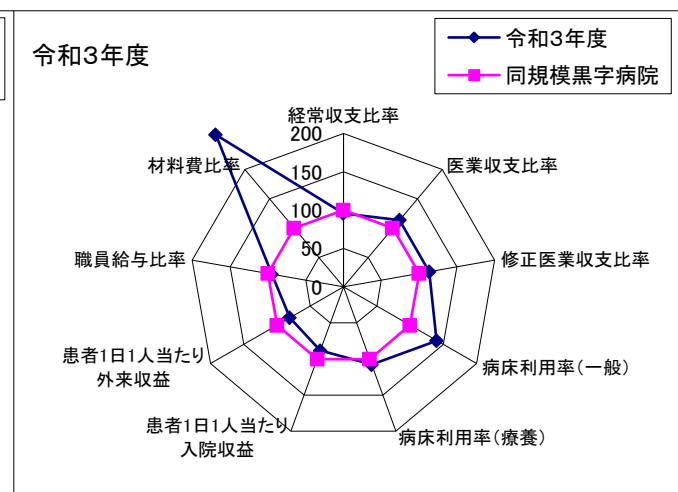 令和3年度
令和3年度
同規模黒字病院
経常収支比率
200
150
100
50
0
医業収支比率
修正医業収支比率
病床利用率(一般)
病床利用率(療養)
患者1日1人当たり
入院収益
患者1日1人当たり
外来収益
職員給与比率
材料費比率